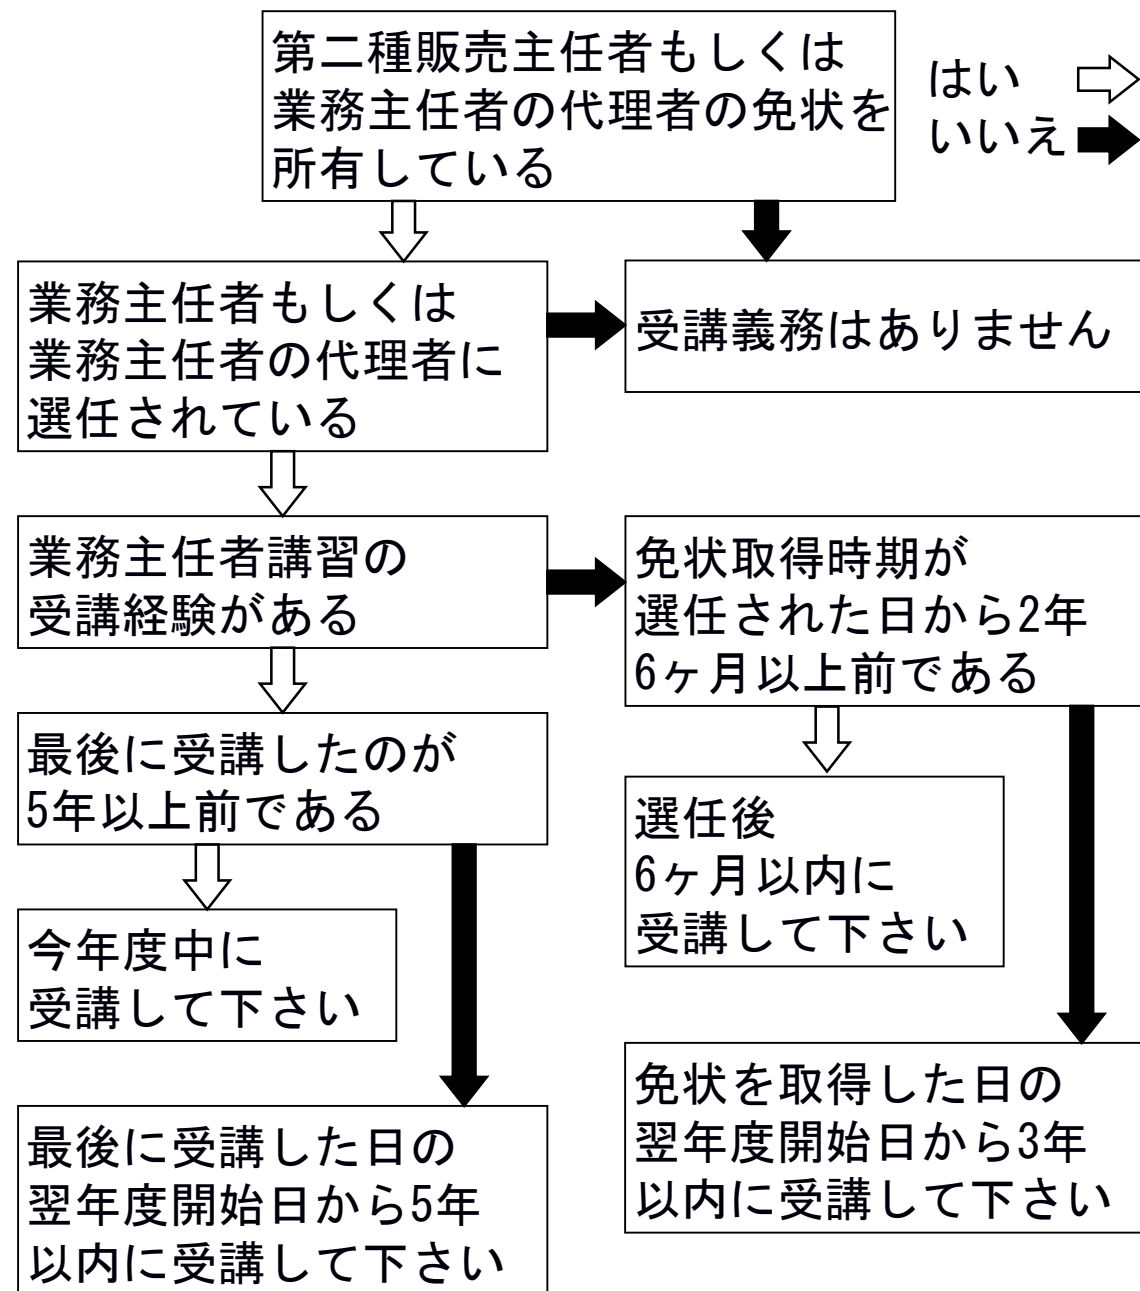 第二種販売主任者もしくは
業務主任者の代理者の免状を
所有している
はい
いいえ
業務主任者もしくは
業務主任者の代理者に
選任されている
受講義務はありません
業務主任者講習の
受講経験がある
免状取得時期が
選任された日から2年
6ヶ月以上前である
最後に受講したのが
5年以上前である
選任後
6ヶ月以内に
受講して下さい
今年度中に
受講して下さい
免状を取得した日の
翌年度開始日から3年
以内に受講して下さい
最後に受講した日の
翌年度開始日から5年
以内に受講して下さい